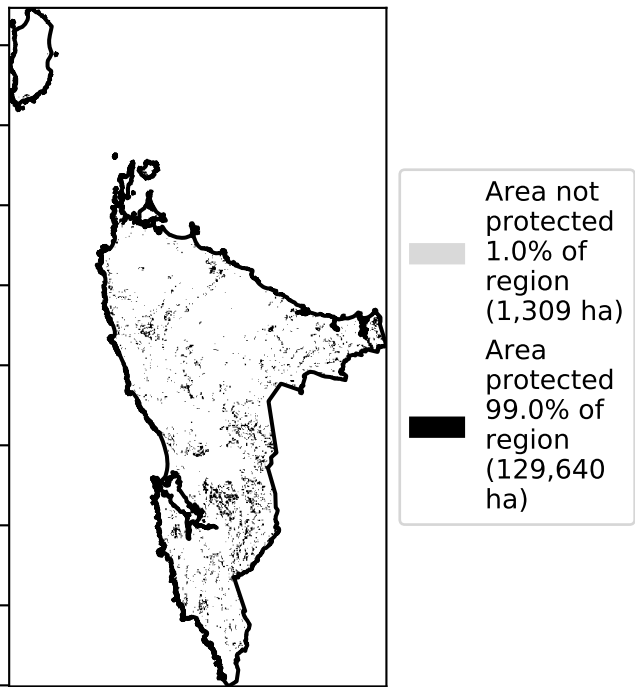 Area not
protected
1.0% of
region
(1,309 ha)
Area
protected
99.0% of
region
(129,640
ha)